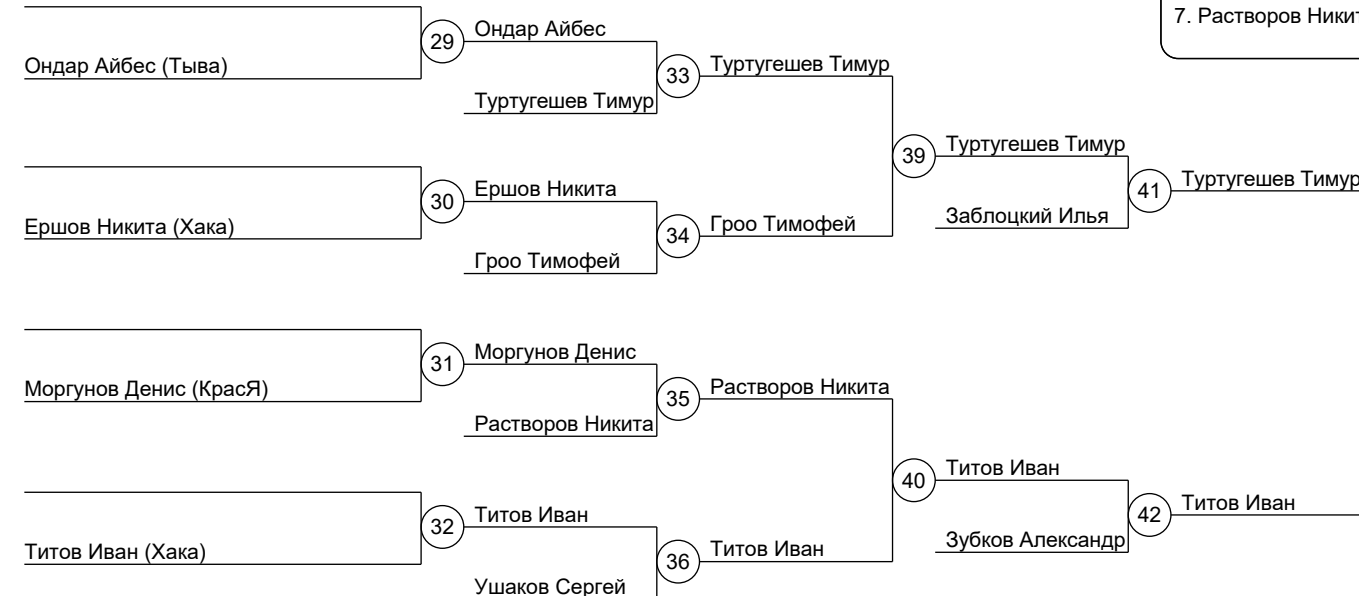 7. Растворов Никит
29
Ондар Айбес
Ондар Айбес (Тыва)
33
Туртугешев Тимур
Туртугешев Тимур
39
Туртугешев Тимур
30
Ершов Никита
41
Туртугешев Тимур
Ершов Никита (Хака)
34
Гроо Тимофей
Заблоцкий Илья
Гроо Тимофей
31
Моргунов Денис
Моргунов Денис (КрасЯ)
35
Растворов Никита
Растворов Никита
40
Титов Иван
32
Титов Иван
42
Титов Иван
Титов Иван (Хака)
36
Титов Иван
Зубков Александр
Ушаков Сергей